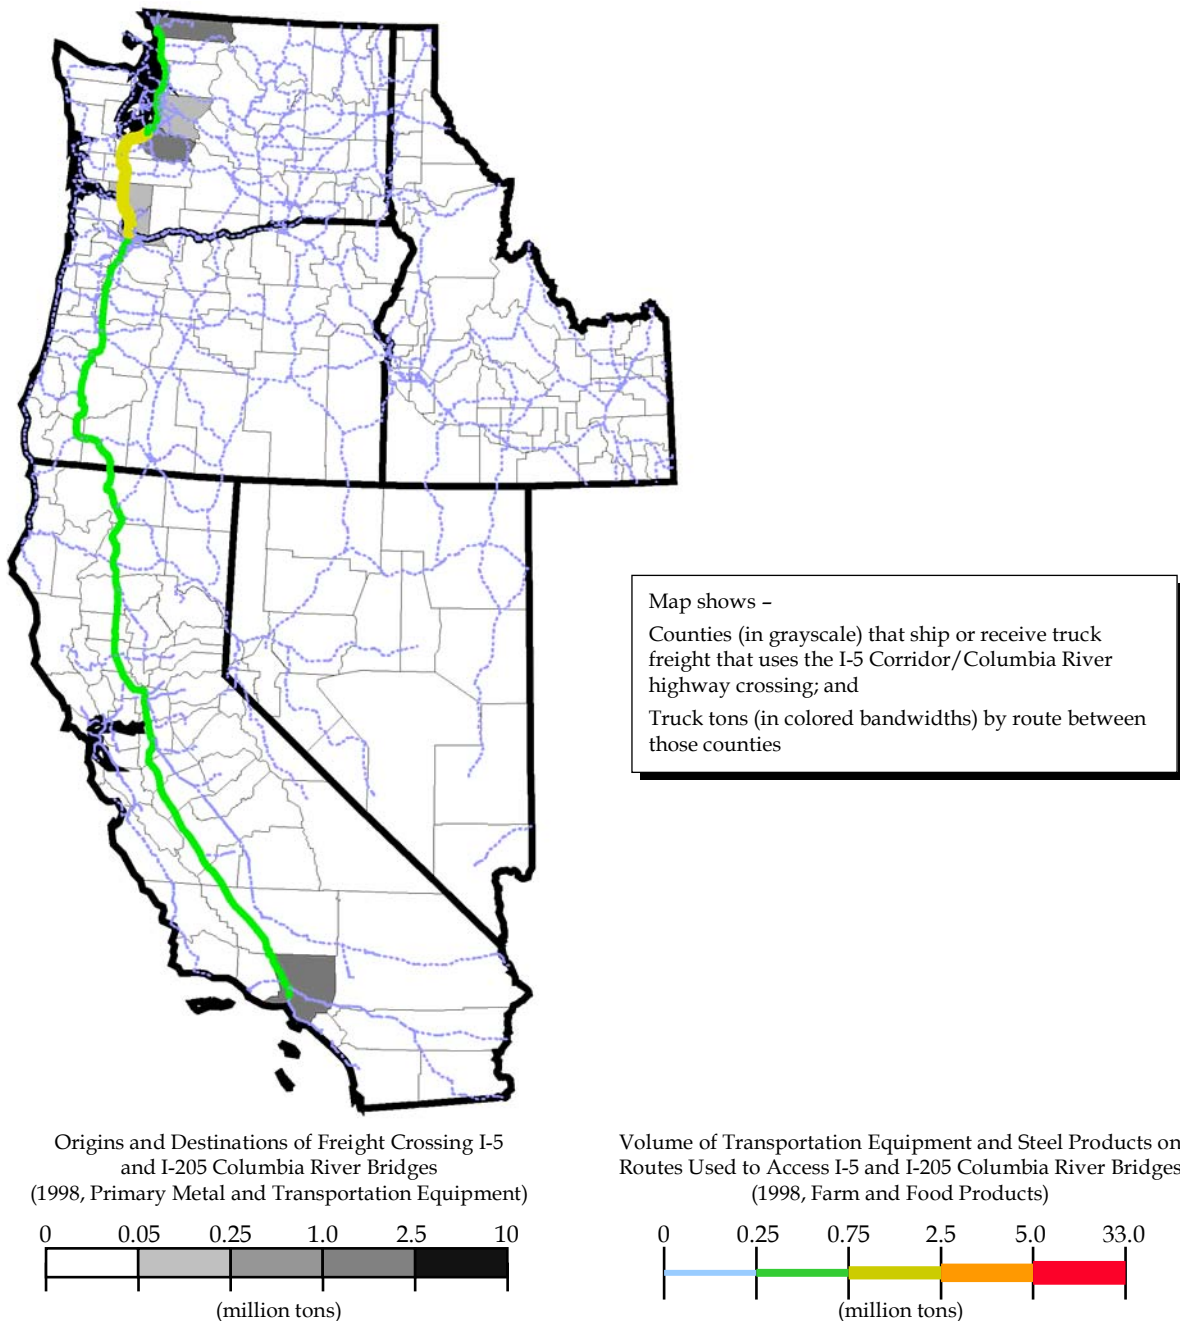 Map shows –
Counties (in grayscale) that ship or receive truck
freight that uses the I-5 Corridor/Columbia River
highway crossing; and
Truck tons (in colored bandwidths) by route between
those counties
Origins and Destinations of Freight Crossing I-5
and I-205 Columbia River Bridges
(1998, Primary Metal and Transportation Equipment)
0 0.05 0.25 1.0 2.5 10
(million tons)
Volume of Transportation Equipment and Steel Products on
Routes Used to Access I-5 and I-205 Columbia River Bridges
(1998, Farm and Food Products)
0 0.25 0.75 2.5 5.0 33.0
(million tons)